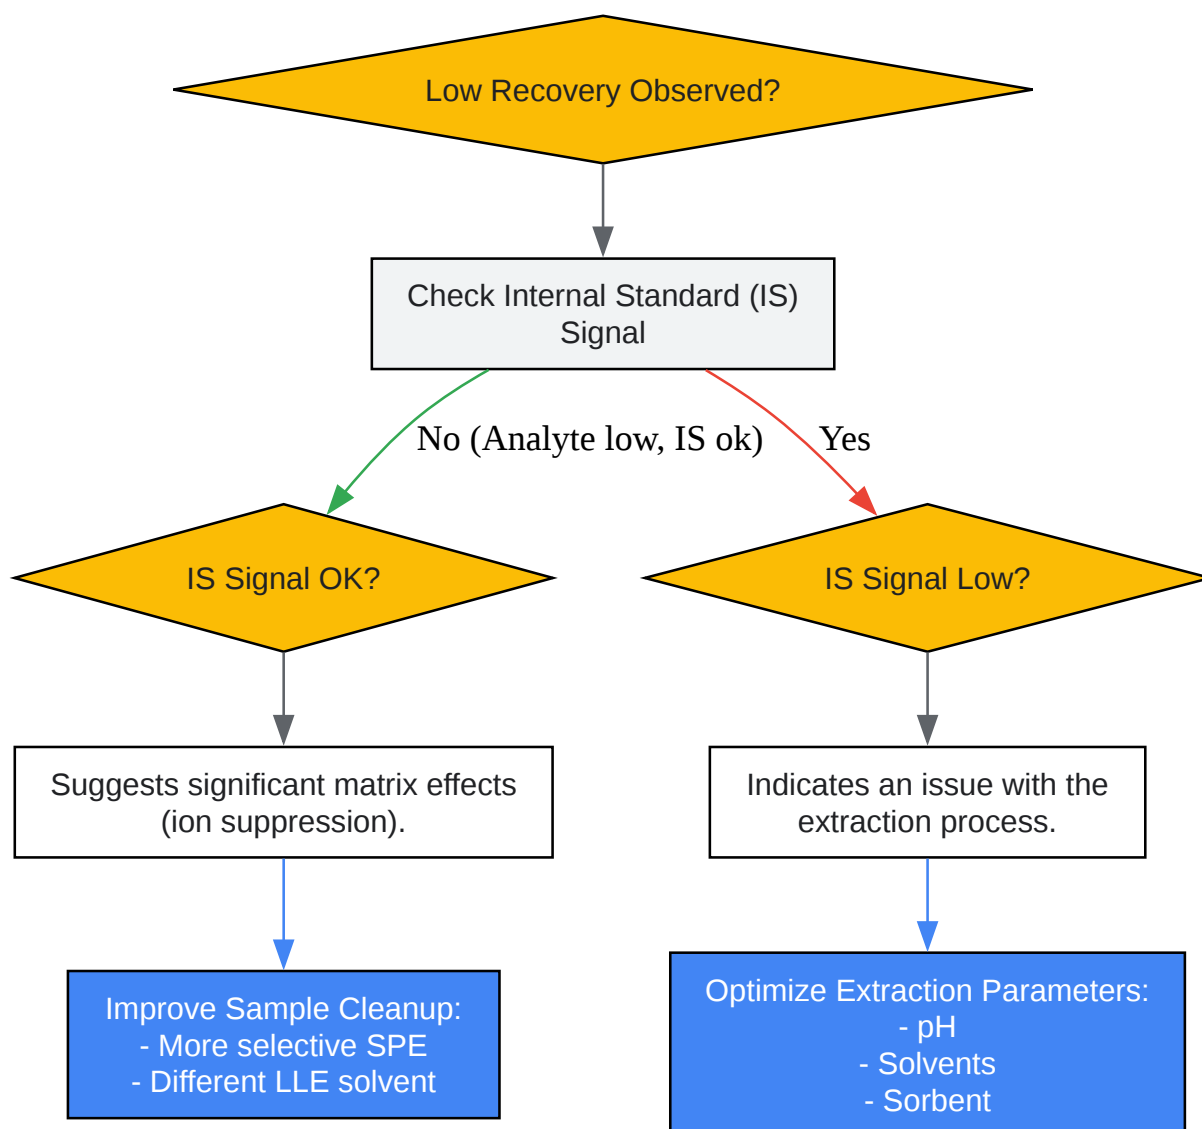 Low Recovery Observed?
Check Internal Standard (IS)
Signal
No (Analyte low, IS ok)
Yes
IS Signal OK?
IS Signal Low?
Suggests significant matrix effects
(ion suppression).
Indicates an issue with the
extraction process.
Improve Sample Cleanup:
- More selective SPE
- Different LLE solvent
Optimize Extraction Parameters:
- pH
- Solvents
- Sorbent